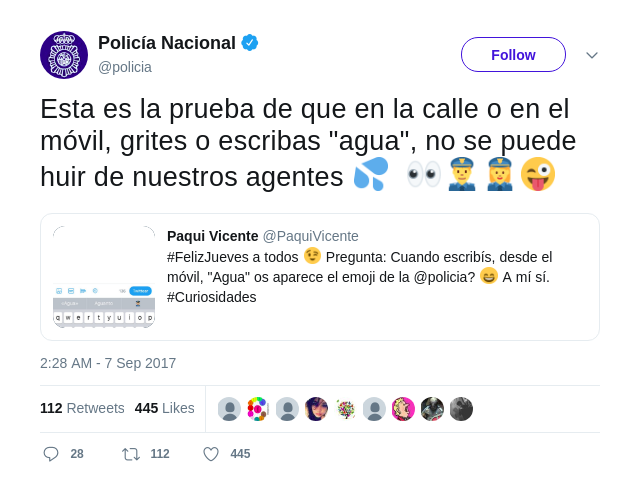 Policía Nacional
@policia
Follow
Esta es la prueba de que en la calle o en el
móvil, grites o escribas "agua", no se puede
huir de nuestros agentes 💦 👀👮‍♂️👮‍♀️😜
Paqui Vicente @PaquiVicente
#FelizJueves a todos 😉 Pregunta: Cuando escribís, desde el
móvil, "Agua" os aparece el emoji de la @policia? 😄 A mí sí.
#Curiosidades
q w e r t y u i o p
2:28 AM - 7 Sep 2017
112 Retweets 445 Likes
28 112 445